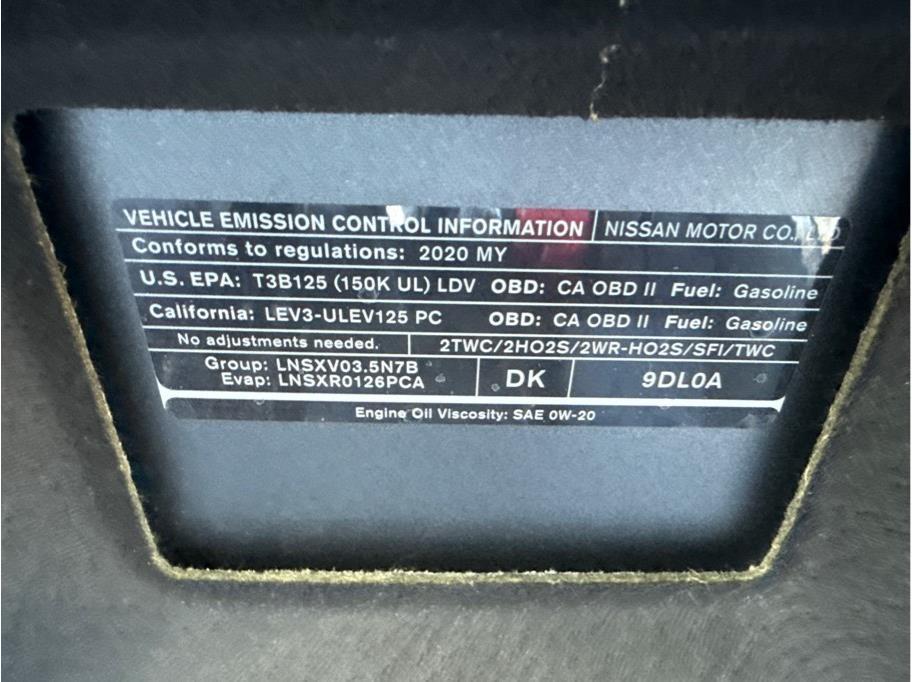 VEHICLE EMISSION CONTROL INFORMATION NISSAN MOTOR CO., LTD
Conforms to regulations: 2020 MY
U.S. EPA: T3B125 (150K UL) LDV OBD: CA OBD II Fuel: Gasoline
California: LEV3-ULEV125 PC OBD: CA OBD II Fuel: Gasoline
No adjustments needed. 2TWC/2HO2S/2WR-HO2S/SFI/TWC
Group: LNSXV03.5N7B
Evap: LNSXR0126PCA
DK
9DL0A
Engine Oil Viscosity: SAE 0W-20